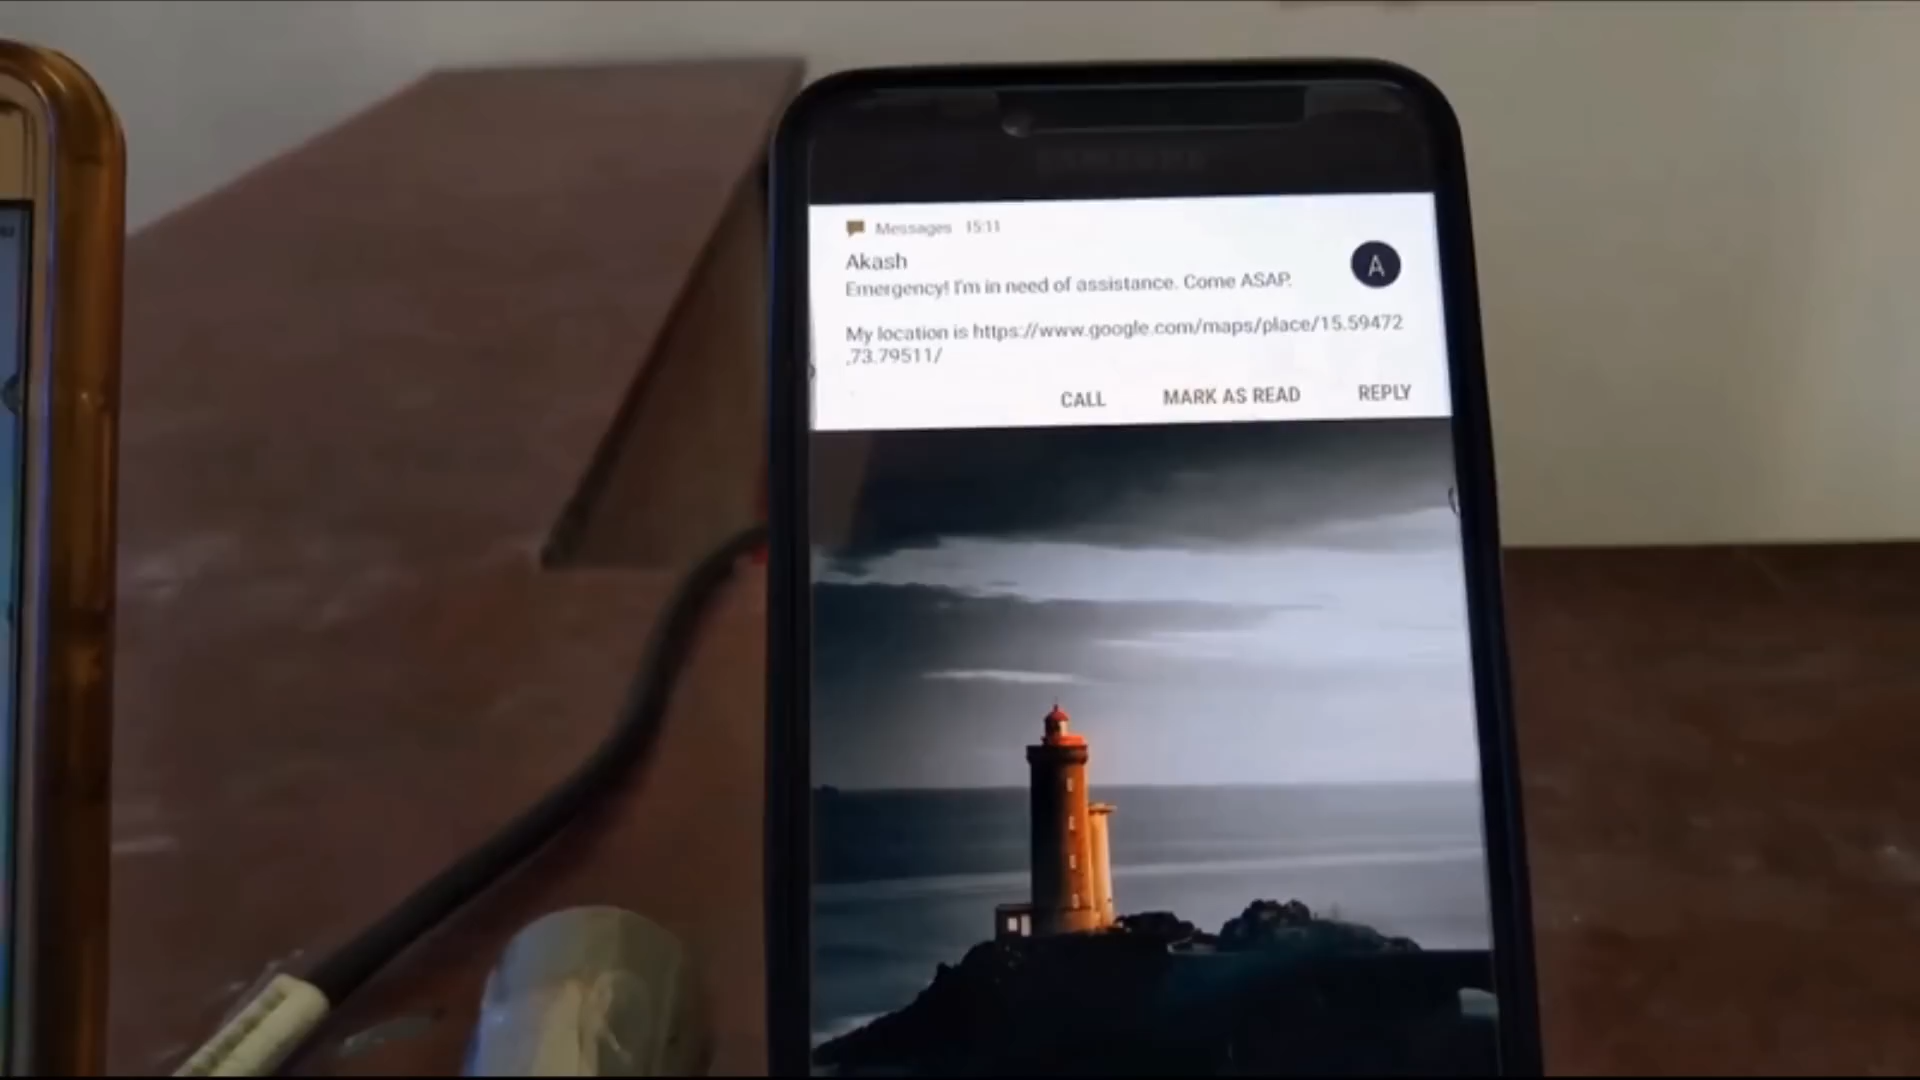 SAMSUNG
Messages 15:11
Akash
A
Emergency! I'm in need of assistance. Come ASAP.
My location is https://www.google.com/maps/place/15.59472
,73.79511/
CALL MARK AS READ REPLY